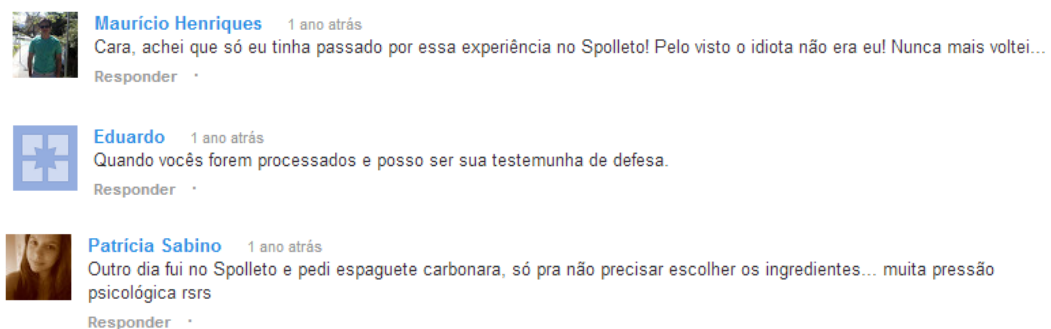 Maurício Henriques 1 ano atrás
Cara, achei que só eu tinha passado por essa experiência no Spolleto! Pelo visto o idiota não era eu! Nunca mais voltei...
Responder ·
Eduardo 1 ano atrás
Quando vocês forem processados e posso ser sua testemunha de defesa.
Responder ·
Patrícia Sabino 1 ano atrás
Outro dia fui no Spolleto e pedi espaguete carbonara, só pra não precisar escolher os ingredientes... muita pressão
psicológica rsrs
Responder ·